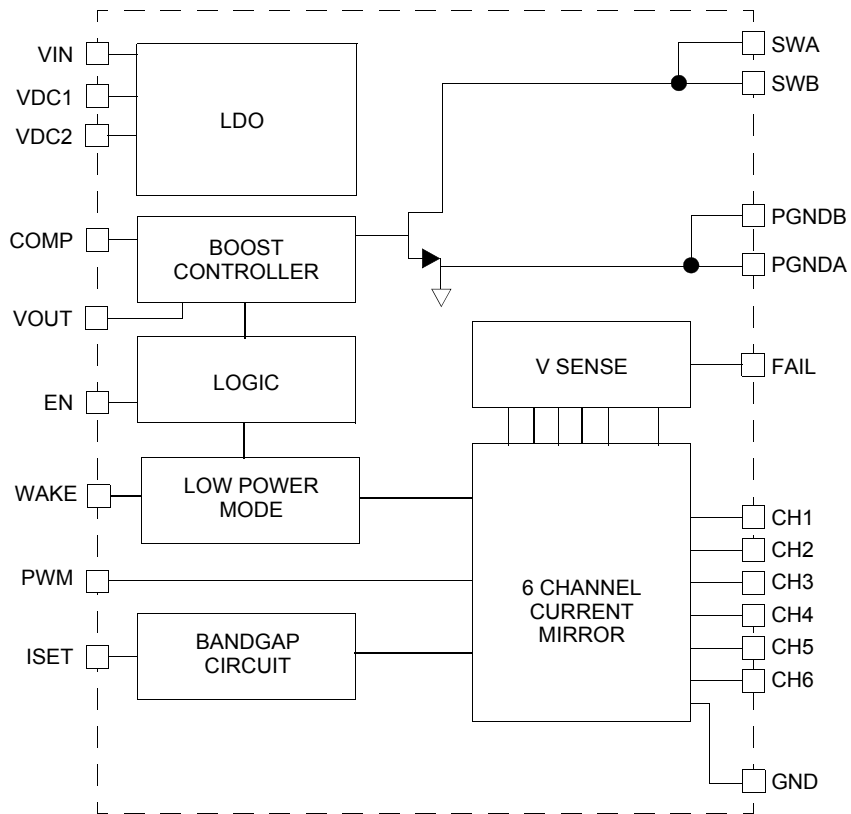 VIN
VDC1
VDC2
LDO
SWA
SWB
COMP
BOOST
CONTROLLER
PGNDB
PGNDA
VOUT
EN
LOGIC
V SENSE
FAIL
WAKE
LOW POWER
MODE
PWM
6 CHANNEL
CURRENT
MIRROR
CH1
CH2
CH3
CH4
CH5
CH6
ISET
BANDGAP
CIRCUIT
GND